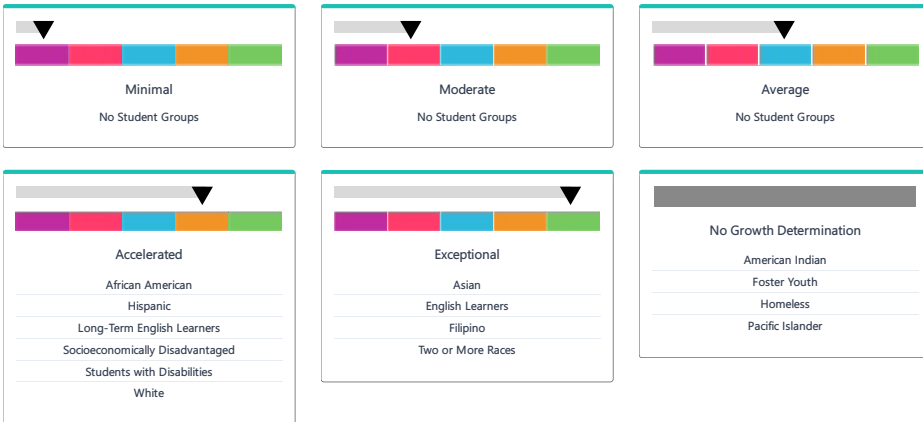 Minimal
No Student Groups
Moderate
No Student Groups
Average
No Student Groups
Accelerated
African American
Hispanic
Long-Term English Learners
Socioeconomically Disadvantaged
Students with Disabilities
White
Exceptional
Asian
English Learners
Filipino
Two or More Races
No Growth Determination
American Indian
Foster Youth
Homeless
Pacific Islander